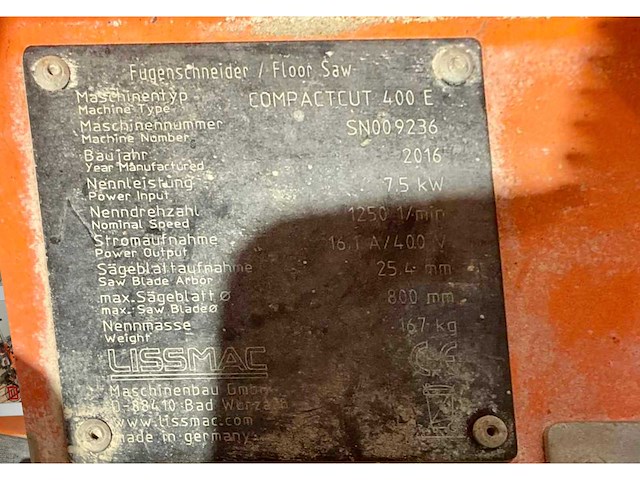 Fugenschneider / Floor Saw
Maschinentyp COMPACTCUT 400 E
Machine Type
Maschinennummer SN009236
Machine Number
Baujahr 2016
Year Manufactured
Nennleistung 7.5 kW
Power Input
Nenndrehzahl 1250 1/min
Nominal Speed
Stromaufnahme 16.1 A/400 V
Power Output
Sägeblattaufnahme 25.4 mm
Saw Blade Arbor
max.Sägeblatt Ø 800 mm
max. Saw BladeØ
Nennmasse 167 kg
Weight
LISSMAC
Maschinenbau GmbH
D-88410 Bad Wurzach
www.lissmac.com
made in germany
CE